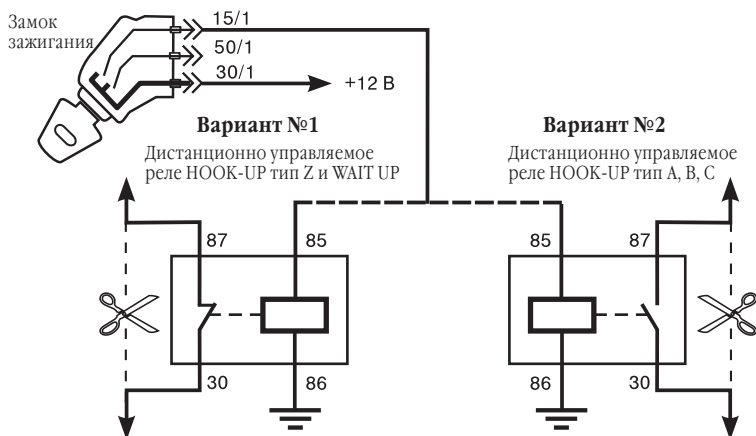 Замок
зажигания
15/1
50/1
30/1
+12 В
Вариант №1
Дистанционно управляемое
реле HOOK-UP тип Z и WAIT UP
Вариант №2
Дистанционно управляемое
реле HOOK-UP тип A, B, C
87
85
30
86
85
87
86
30